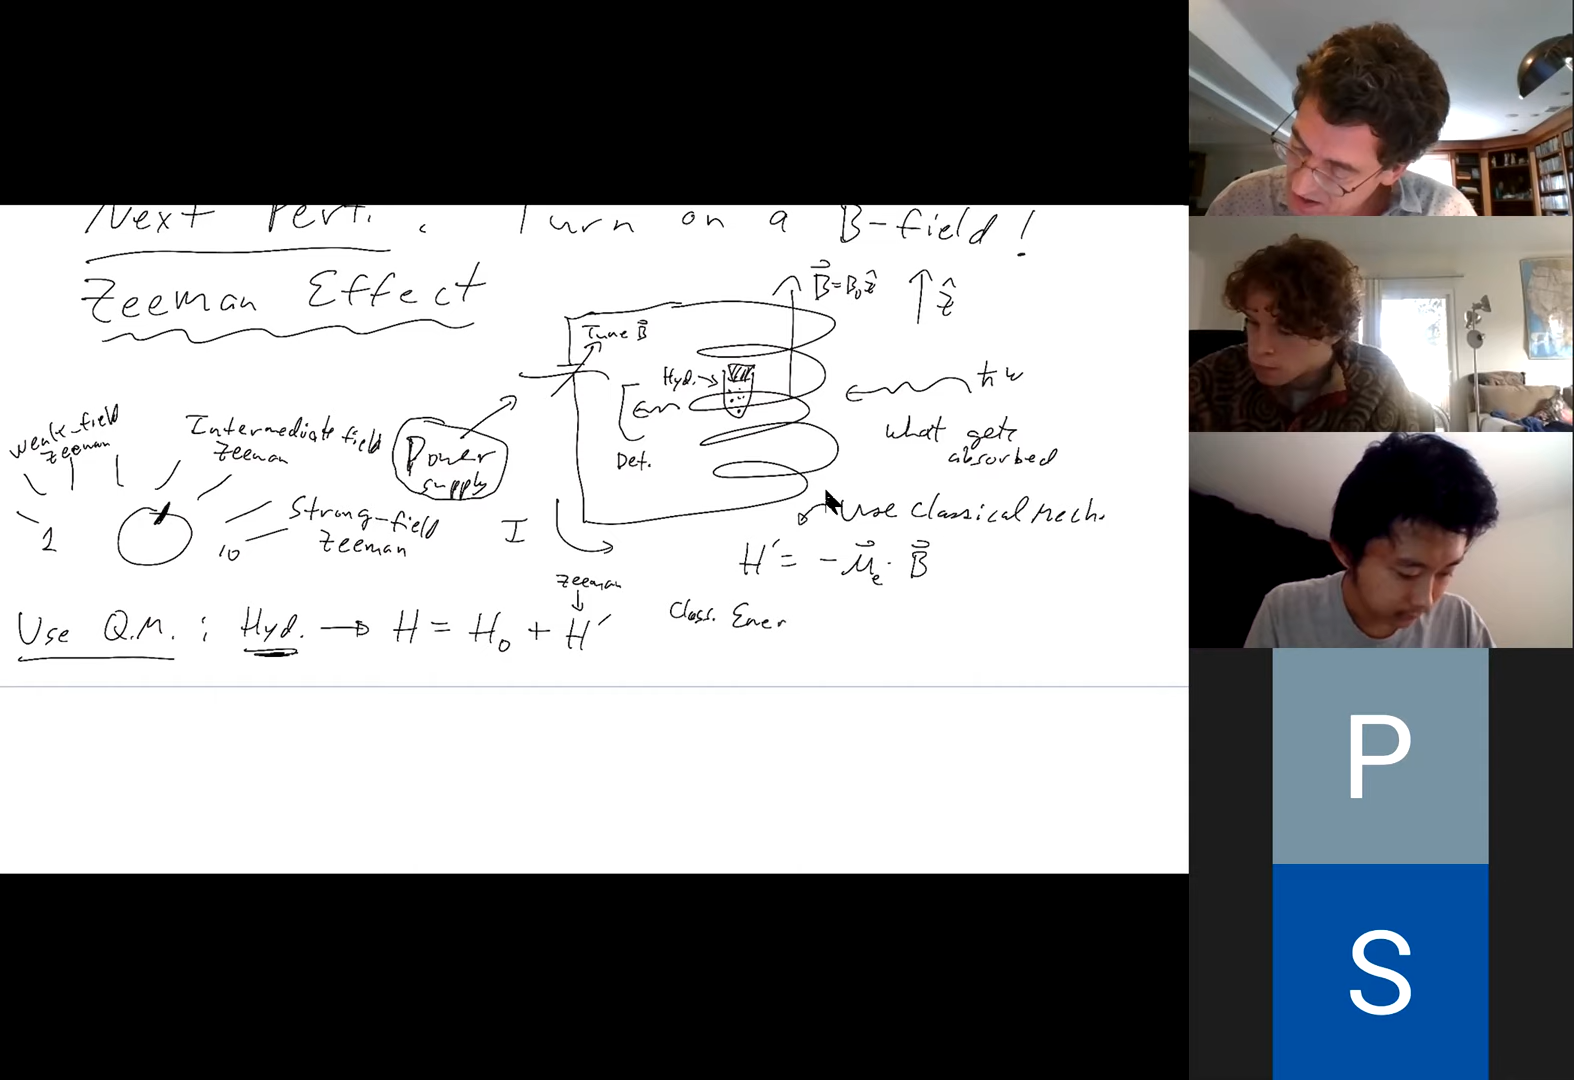 Next Pert. : Turn on a B-field!
Zeeman Effect
B⃗=B₀ẑ
ẑ
Tune B⃗
Hyd.
ħω
what gets
absorbed
Det.
Weak-field
Zeeman
Intermediate field
Zeeman
Power
supply
Strong-field
Zeeman
1
10
I
Use Classical Mech.
H′ = −μ⃗ₑ · B⃗
Zeeman
Class. Ener
Use Q.M. : Hyd. → H = H₀ + H′
P
S